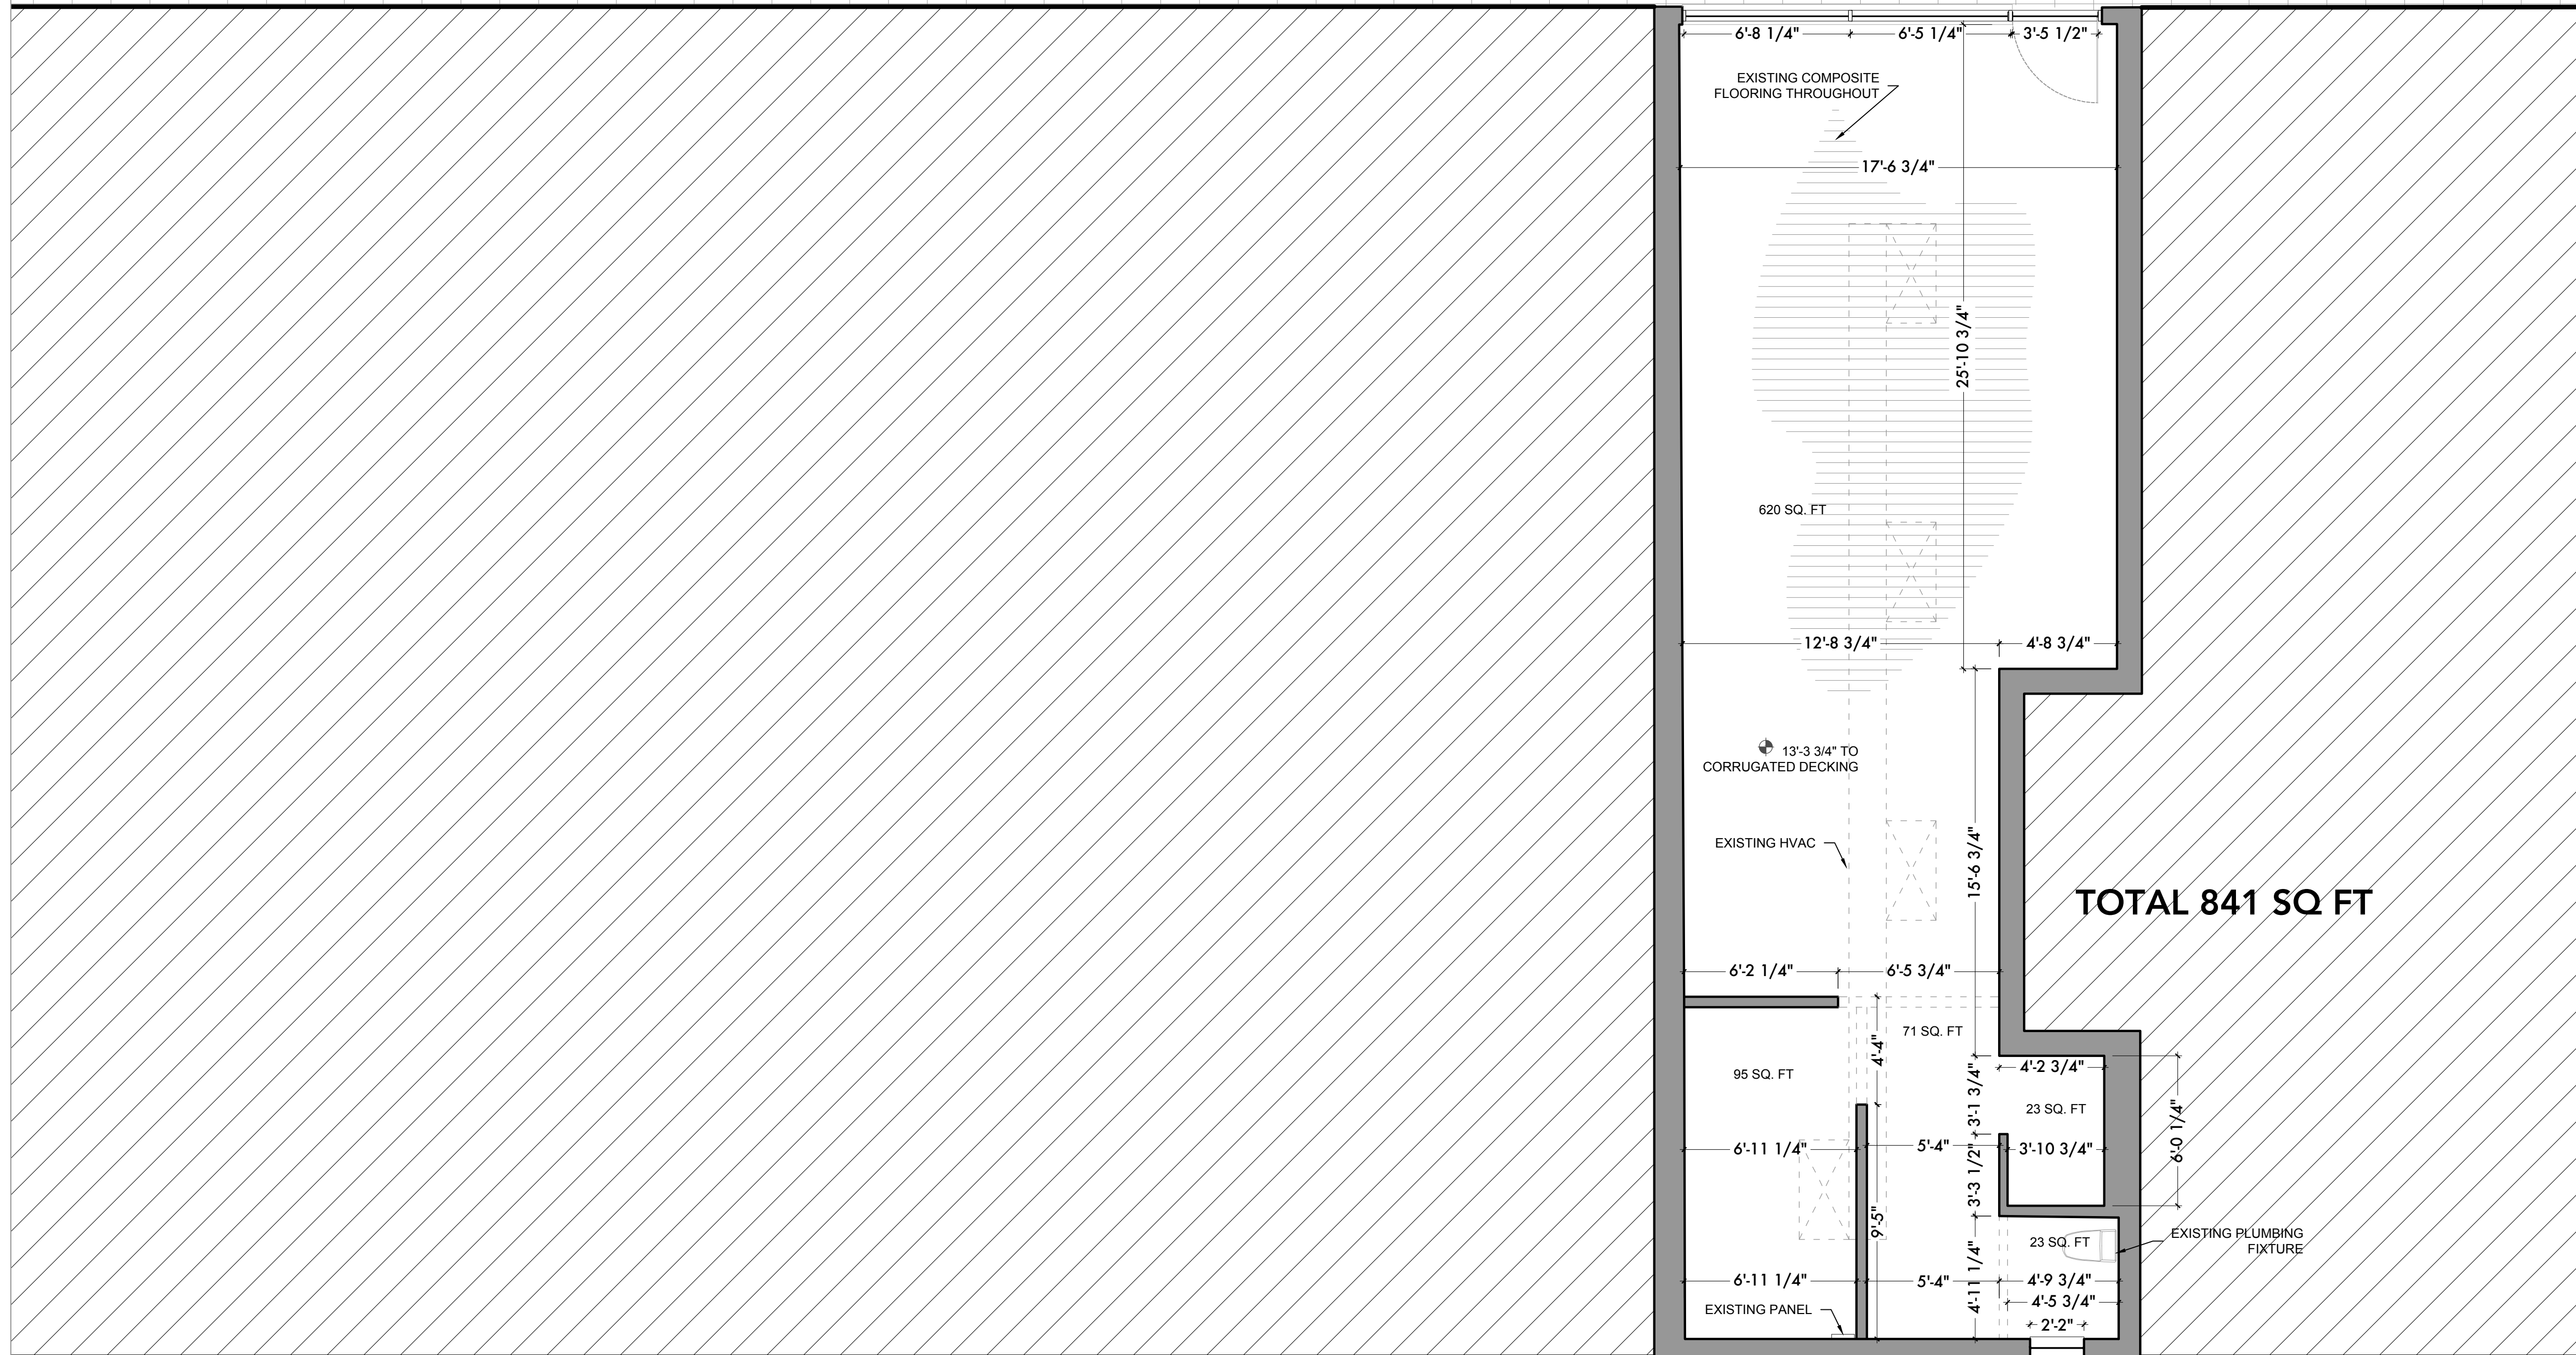 6'-8 1/4"
6'-5 1/4"
3'-5 1/2"
EXISTING COMPOSITE
FLOORING THROUGHOUT
17'-6 3/4"
25'-10 3/4"
620 SQ. FT
12'-8 3/4"
4'-8 3/4"
13'-3 3/4" TO
CORRUGATED DECKING
EXISTING HVAC
15'-6 3/4"
TOTAL 841 SQ FT
6'-2 1/4"
6'-5 3/4"
71 SQ. FT
4'-4"
95 SQ. FT
4'-2 3/4"
3'-1 3/4"
23 SQ. FT
6'-0 1/4"
6'-11 1/4"
5'-4"
3'-10 3/4"
3'-3 1/2"
9'-5"
23 SQ. FT
EXISTING PLUMBING
FIXTURE
6'-11 1/4"
5'-4"
4'-11 1/4"
4'-9 3/4"
4'-5 3/4"
EXISTING PANEL
2'-2"